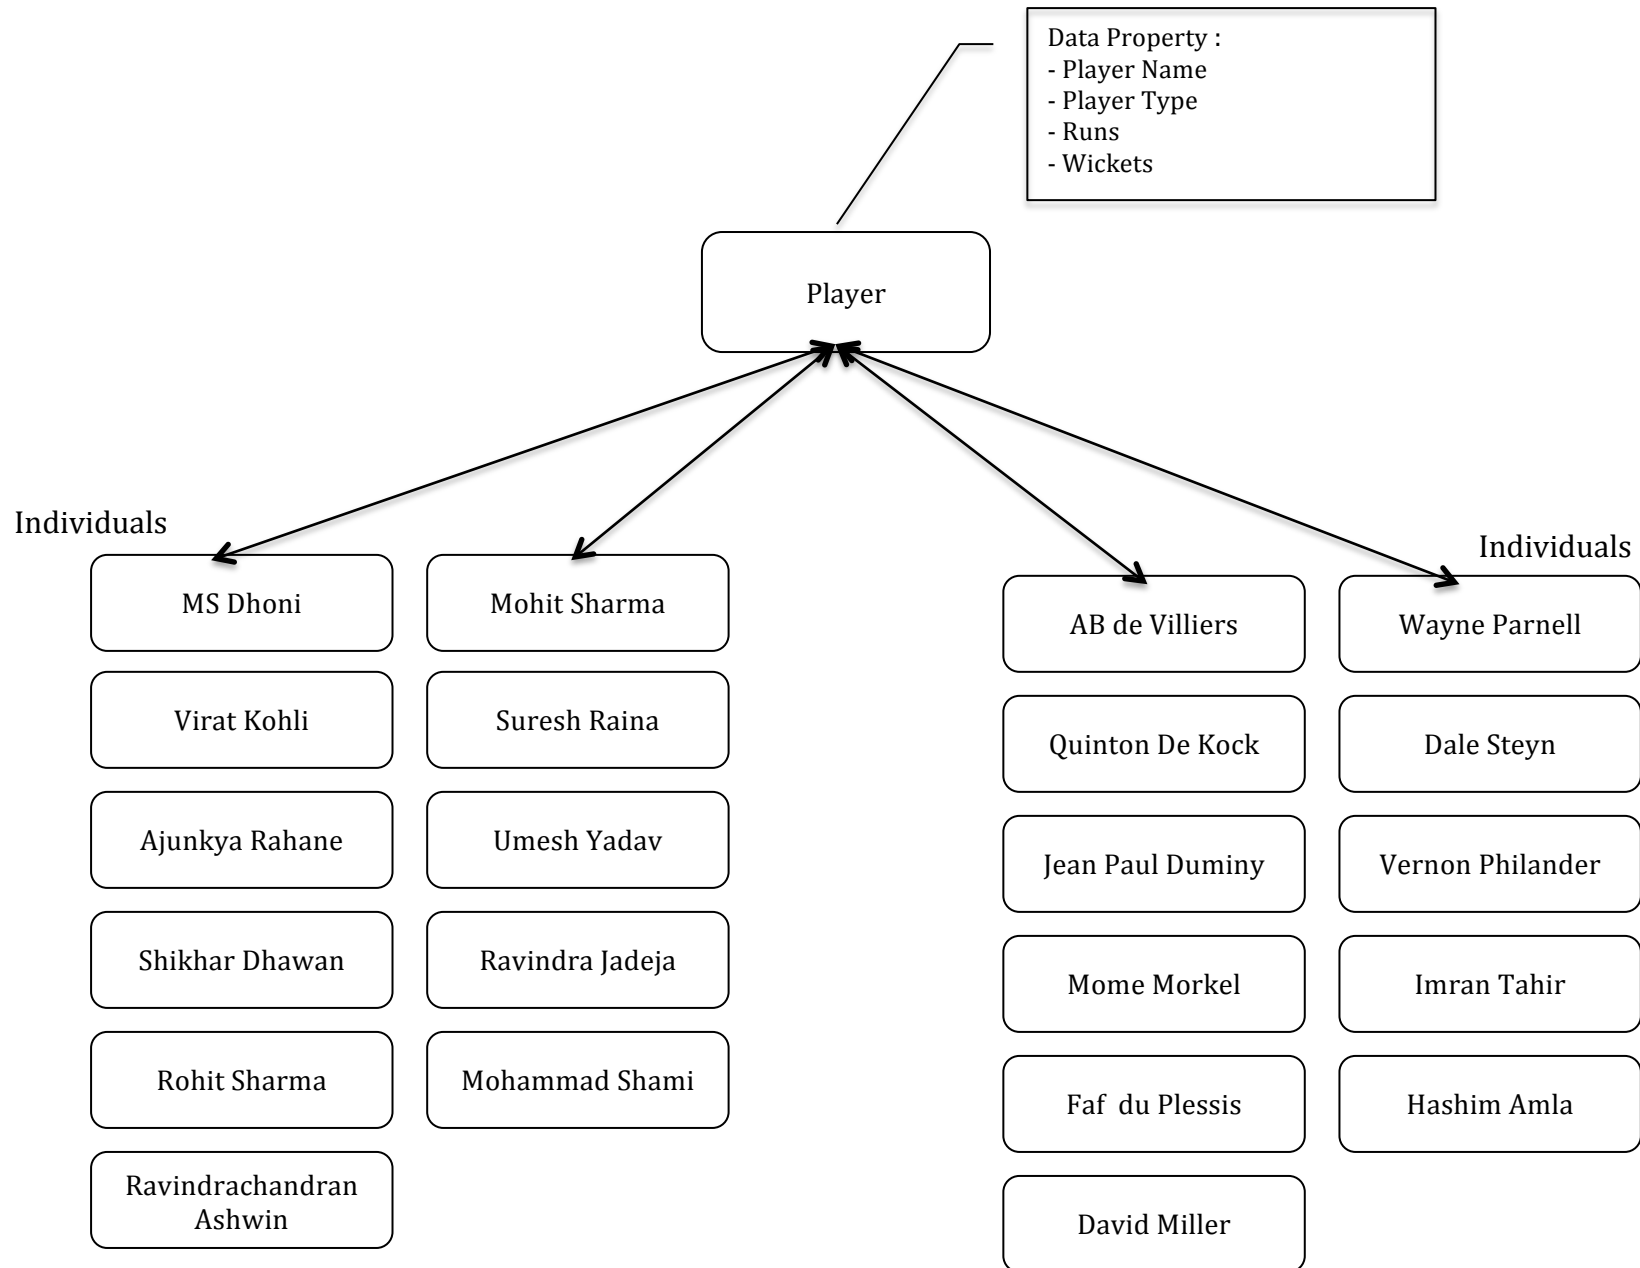 Data Property :
- Player Name
- Player Type
- Runs
- Wickets
Player
Individuals
MS Dhoni
Mohit Sharma
Virat Kohli
Suresh Raina
Ajunkya Rahane
Umesh Yadav
Shikhar Dhawan
Ravindra Jadeja
Rohit Sharma
Mohammad Shami
Ravindrachandran
Ashwin
Individuals
AB de Villiers
Wayne Parnell
Quinton De Kock
Dale Steyn
Jean Paul Duminy
Vernon Philander
Mome Morkel
Imran Tahir
Faf  du Plessis
Hashim Amla
David Miller